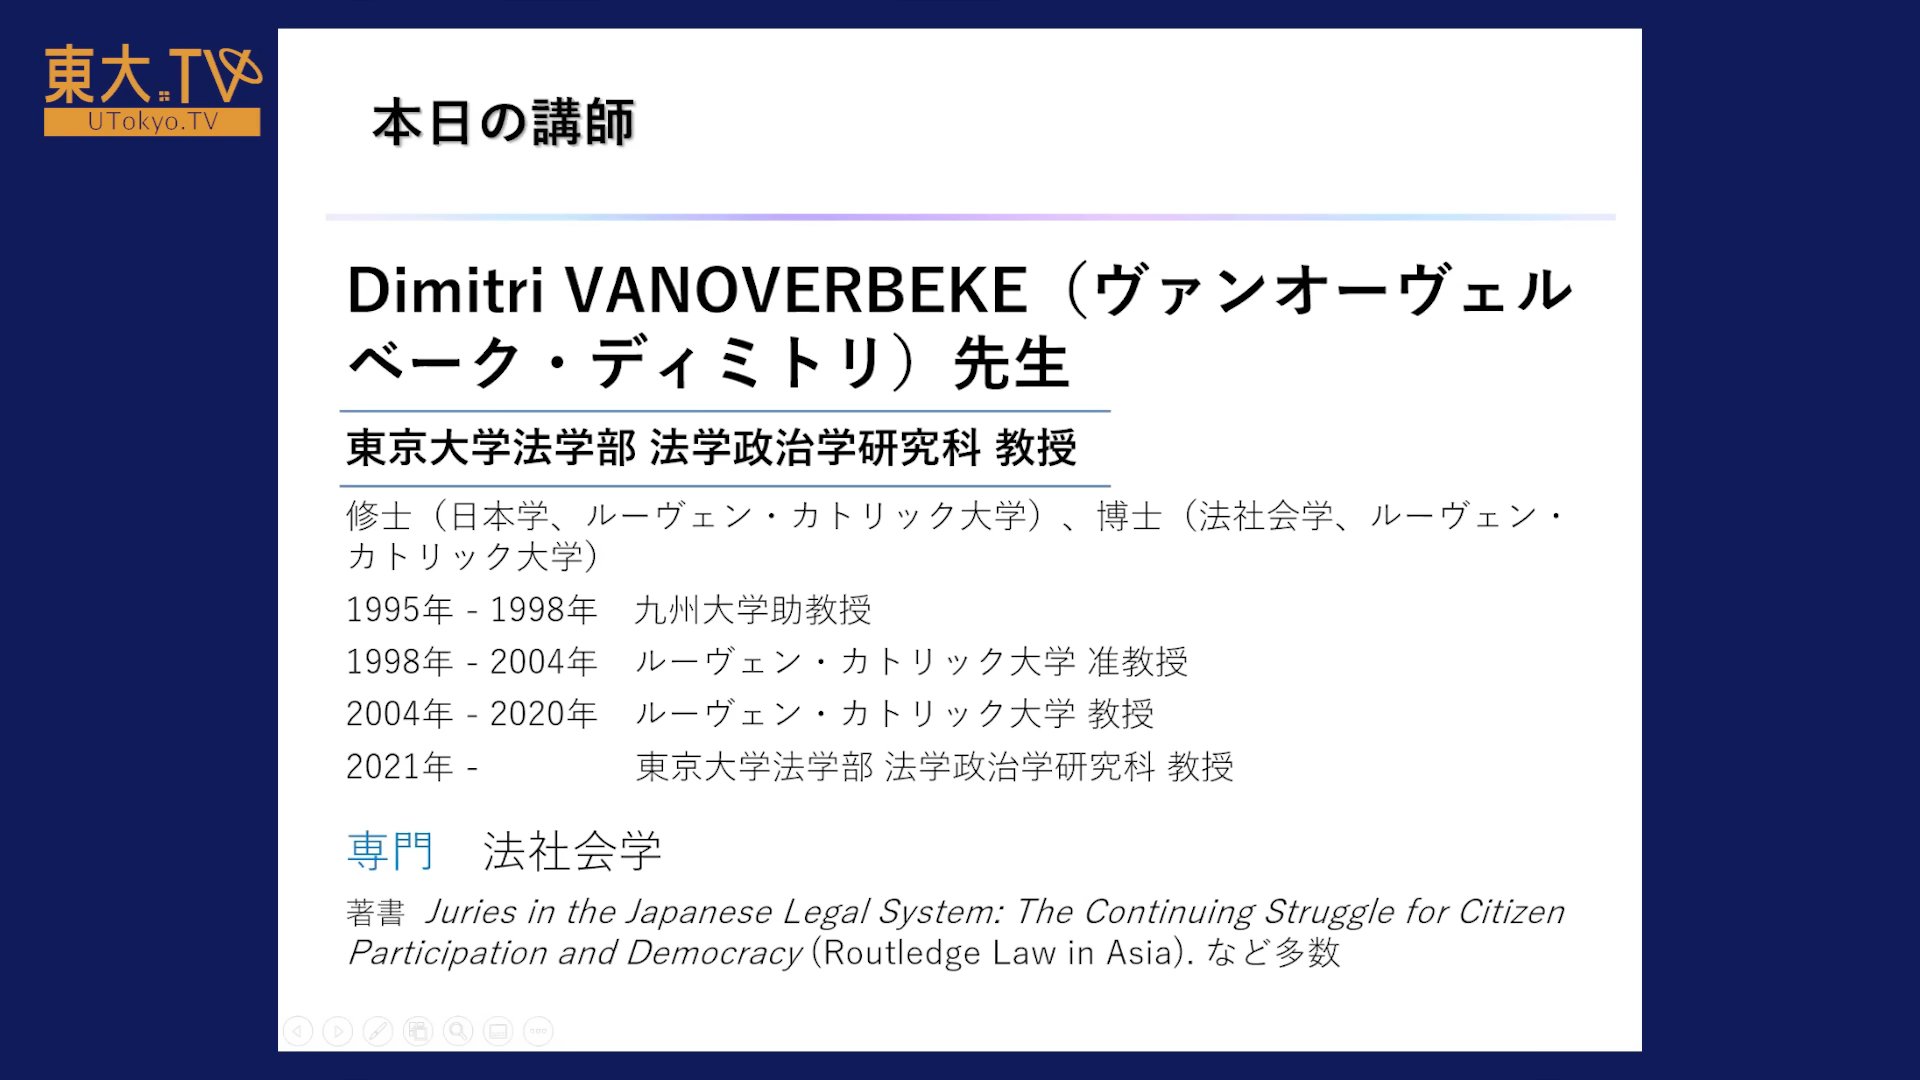 東大.TV
UTokyo.TV
本日の講師
Dimitri VANOVERBEKE（ヴァンオーヴェル
ベーク・ディミトリ）先生
東京大学法学部 法学政治学研究科 教授
修士（日本学、ルーヴェン・カトリック大学）、博士（法社会学、ルーヴェン・
カトリック大学）
1995年 - 1998年　九州大学助教授
1998年 - 2004年　ルーヴェン・カトリック大学 准教授
2004年 - 2020年　ルーヴェン・カトリック大学 教授
2021年 -　東京大学法学部 法学政治学研究科 教授
専門　法社会学
著書 Juries in the Japanese Legal System: The Continuing Struggle for Citizen
Participation and Democracy (Routledge Law in Asia). など多数